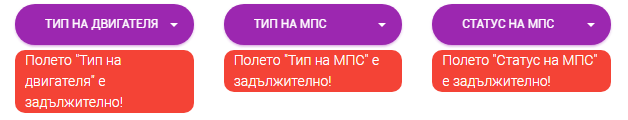 ТИП НА ДВИГАТЕЛЯ
Полето "Тип на
двигателя" е
задължително!
ТИП НА МПС
Полето "Тип на МПС" е
задължително!
СТАТУС НА МПС
Полето "Статус на МПС"
е задължително!